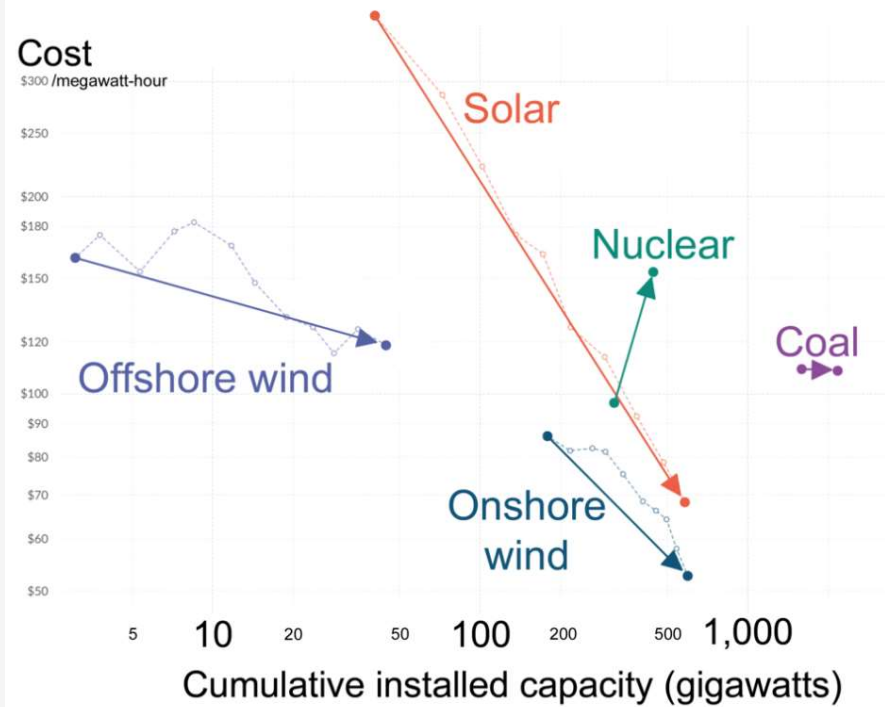 Cost
$300 /megawatt-hour
$250
$200
$180
$150
$120
$100
$90
$80
$70
$60
$50
Solar
Nuclear
Coal
Offshore wind
Onshore
wind
5 10 20 50 100 200 500 1,000
Cumulative installed capacity (gigawatts)